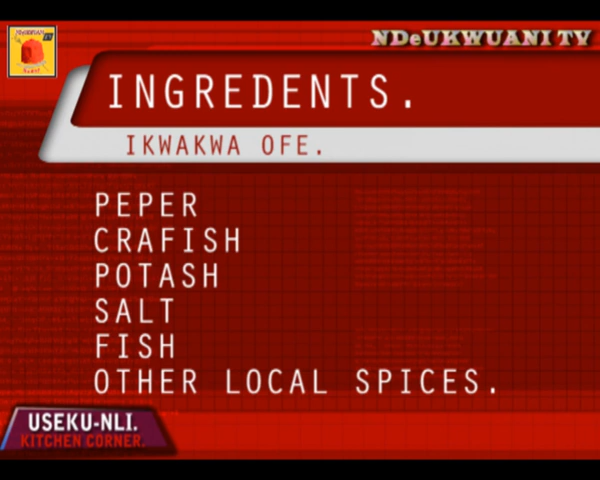 NDeUKWUANI TV
INGREDENTS.
IKWAKWA OFE.
PEPER
CRAFISH
POTASH
SALT
FISH
OTHER LOCAL SPICES.
USEKU-NLI.
KITCHEN CORNER.